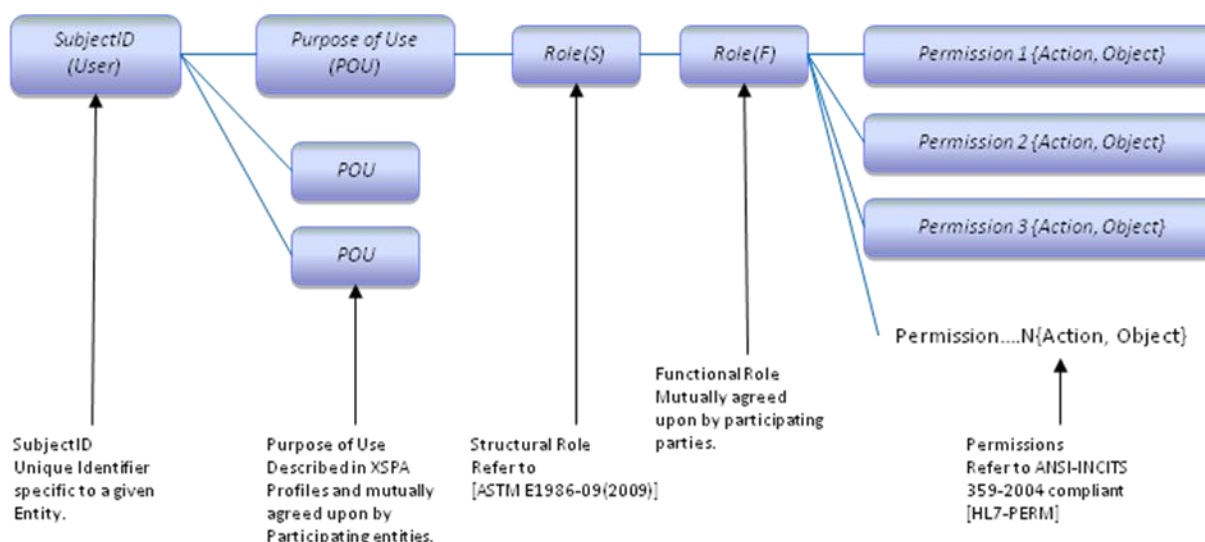 SubjectID
(User)
Purpose of Use
(POU)
Role(S)
Role(F)
Permission 1 {Action, Object}
POU
Permission 2 {Action, Object}
POU
Permission 3 {Action, Object}
Permission....N{Action, Object}
SubjectID
Unique Identifier
specific to a given
Entity.
Purpose of Use
Described in XSPA
Profiles and mutually
agreed upon by
Participating entities.
Structural Role
Refer to
[ASTM E1986-09(2009)]
Functional Role
Mutually agreed
upon by participating
parties.
Permissions
Refer to ANSI-INCITS
359-2004 compliant
[HL7-PERM]